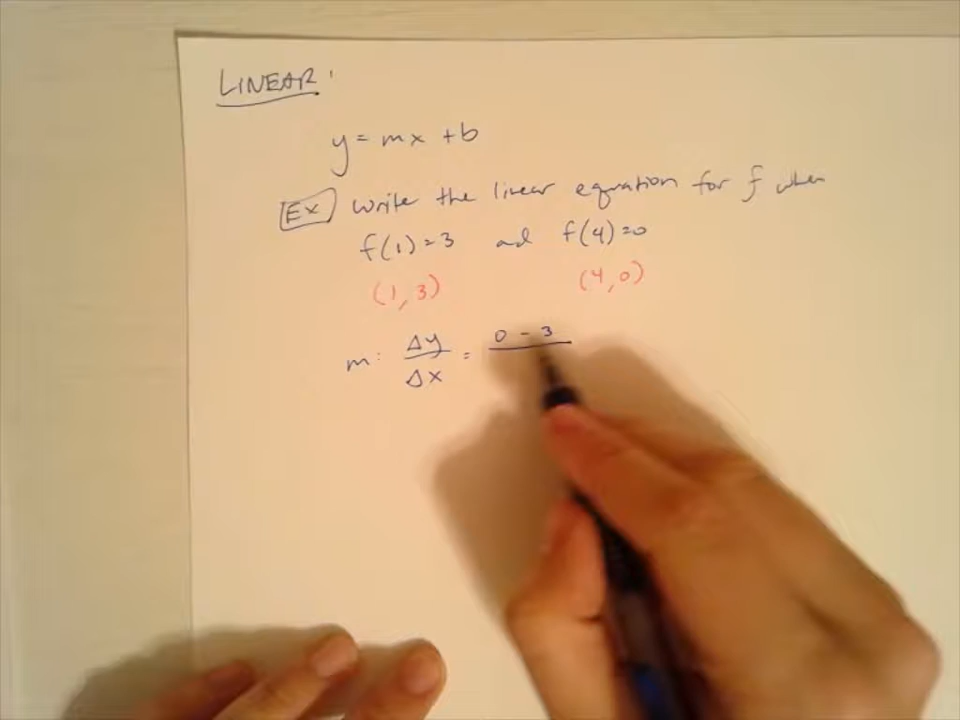 LINEAR:
y = mx + b
Ex Write the linear equation for f when
f(1) = 3 and f(4) = 0
(1, 3) (4, 0)
m: Δy/Δx = 0 - 3